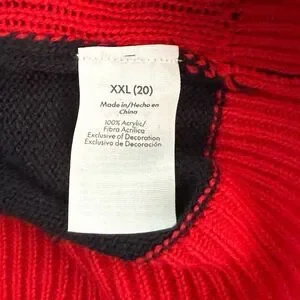 XXL (20)
Made in/Hecho en
China
100% Acrylic/
Fibra Acrilica
Exclusive of Decoration
Exclusivo de Decoración